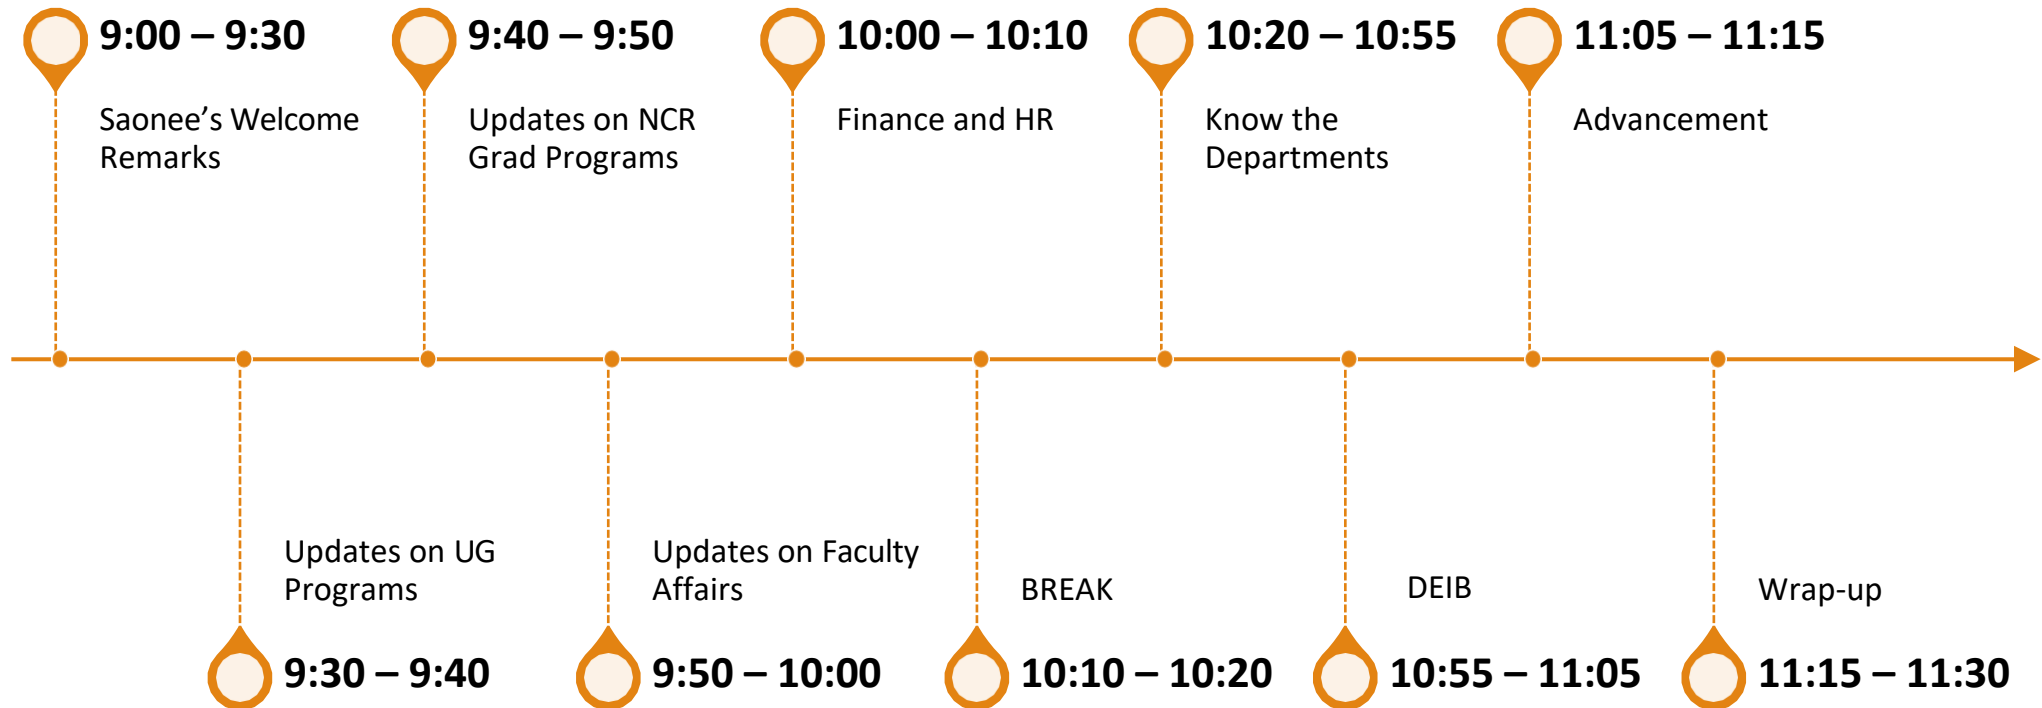 9:00 – 9:30
Saonee’s Welcome
Remarks
9:40 – 9:50
Updates on NCR
Grad Programs
10:00 – 10:10
Finance and HR
10:20 – 10:55
Know the
Departments
11:05 – 11:15
Advancement
Updates on UG
Programs
9:30 – 9:40
Updates on Faculty
Affairs
9:50 – 10:00
BREAK
10:10 – 10:20
DEIB
10:55 – 11:05
Wrap-up
11:15 – 11:30